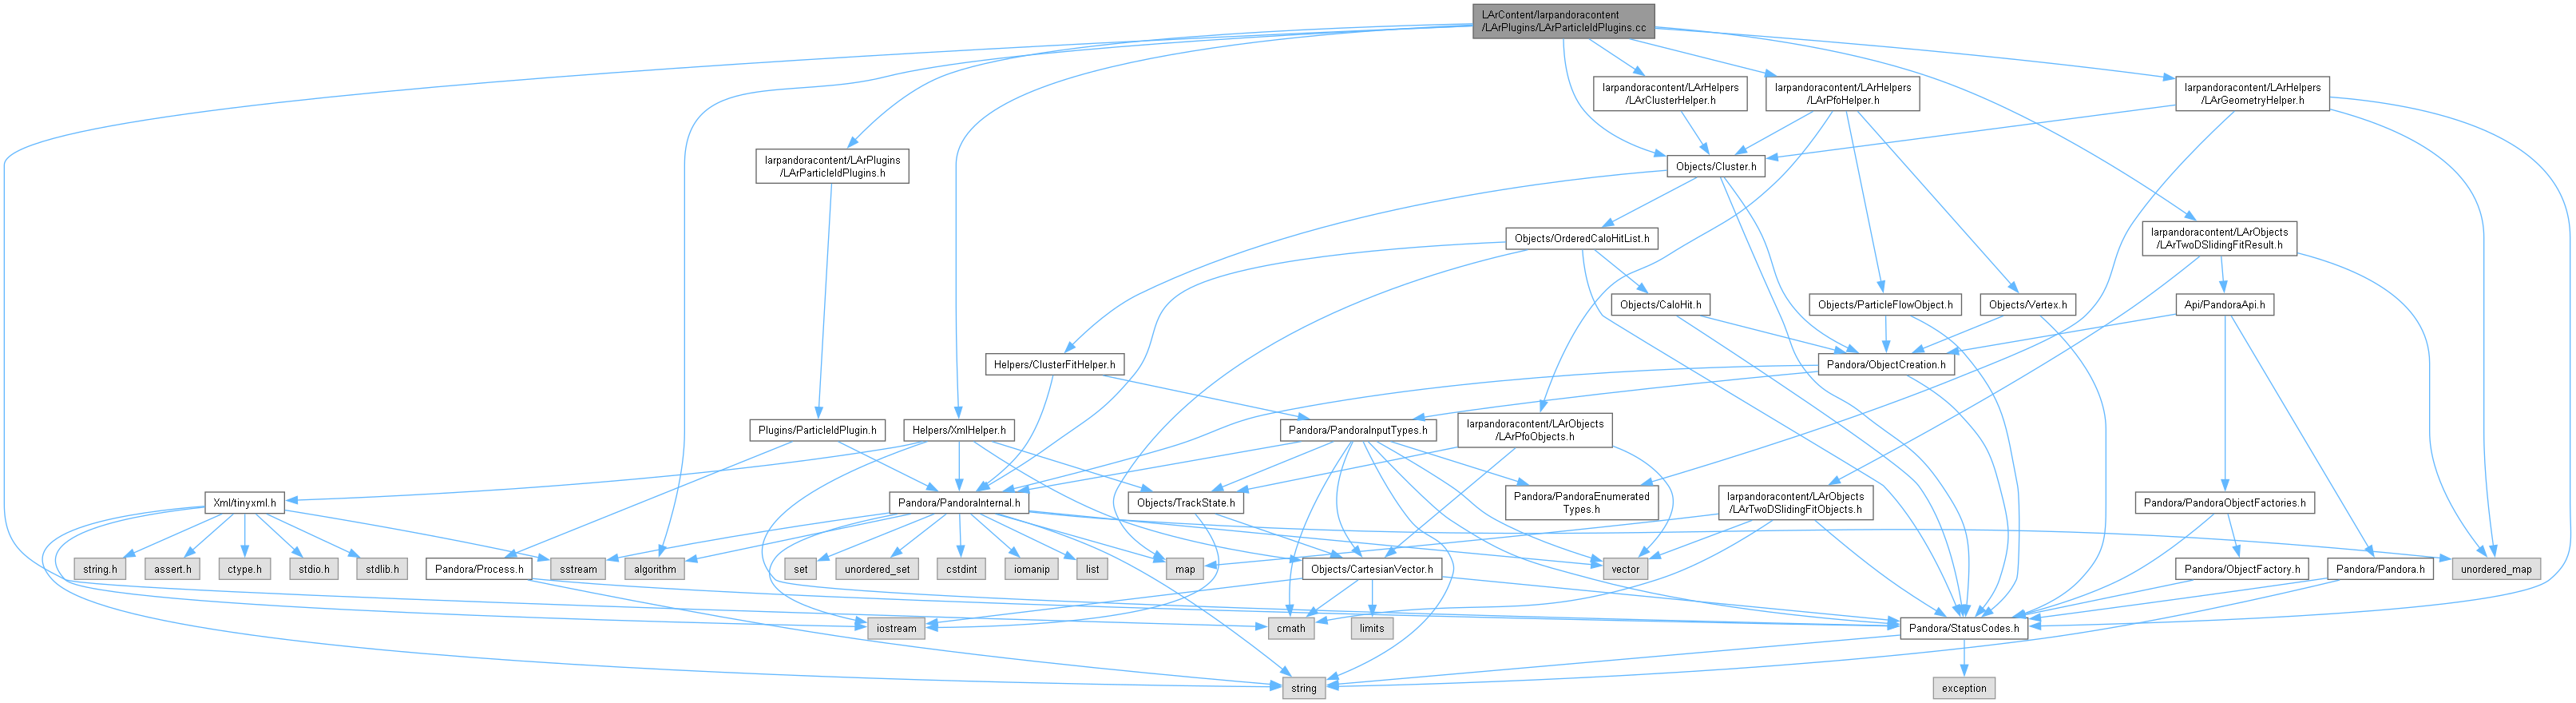 LArContent/larpandoracontent
/LArPlugins/LArParticleIdPlugins.cc
larpandoracontent/LArHelpers
/LArClusterHelper.h
larpandoracontent/LArHelpers
/LArPfoHelper.h
larpandoracontent/LArHelpers
/LArGeometryHelper.h
larpandoracontent/LArPlugins
/LArParticleIdPlugins.h
Objects/Cluster.h
Objects/OrderedCaloHitList.h
larpandoracontent/LArObjects
/LArTwoDSlidingFitResult.h
Objects/CaloHit.h
Objects/ParticleFlowObject.h
Objects/Vertex.h
Api/PandoraApi.h
Helpers/ClusterFitHelper.h
Pandora/ObjectCreation.h
Plugins/ParticleIdPlugin.h
Helpers/XmlHelper.h
Pandora/PandoraInputTypes.h
larpandoracontent/LArObjects
/LArPfoObjects.h
Xml/tinyxml.h
Pandora/PandoraInternal.h
Objects/TrackState.h
Pandora/PandoraEnumerated
Types.h
larpandoracontent/LArObjects
/LArTwoDSlidingFitObjects.h
Pandora/PandoraObjectFactories.h
string.h
assert.h
ctype.h
stdio.h
stdlib.h
Pandora/Process.h
sstream
algorithm
set
unordered_set
cstdint
iomanip
list
map
Objects/CartesianVector.h
vector
unordered_map
Pandora/ObjectFactory.h
Pandora/Pandora.h
iostream
cmath
limits
Pandora/StatusCodes.h
string
exception